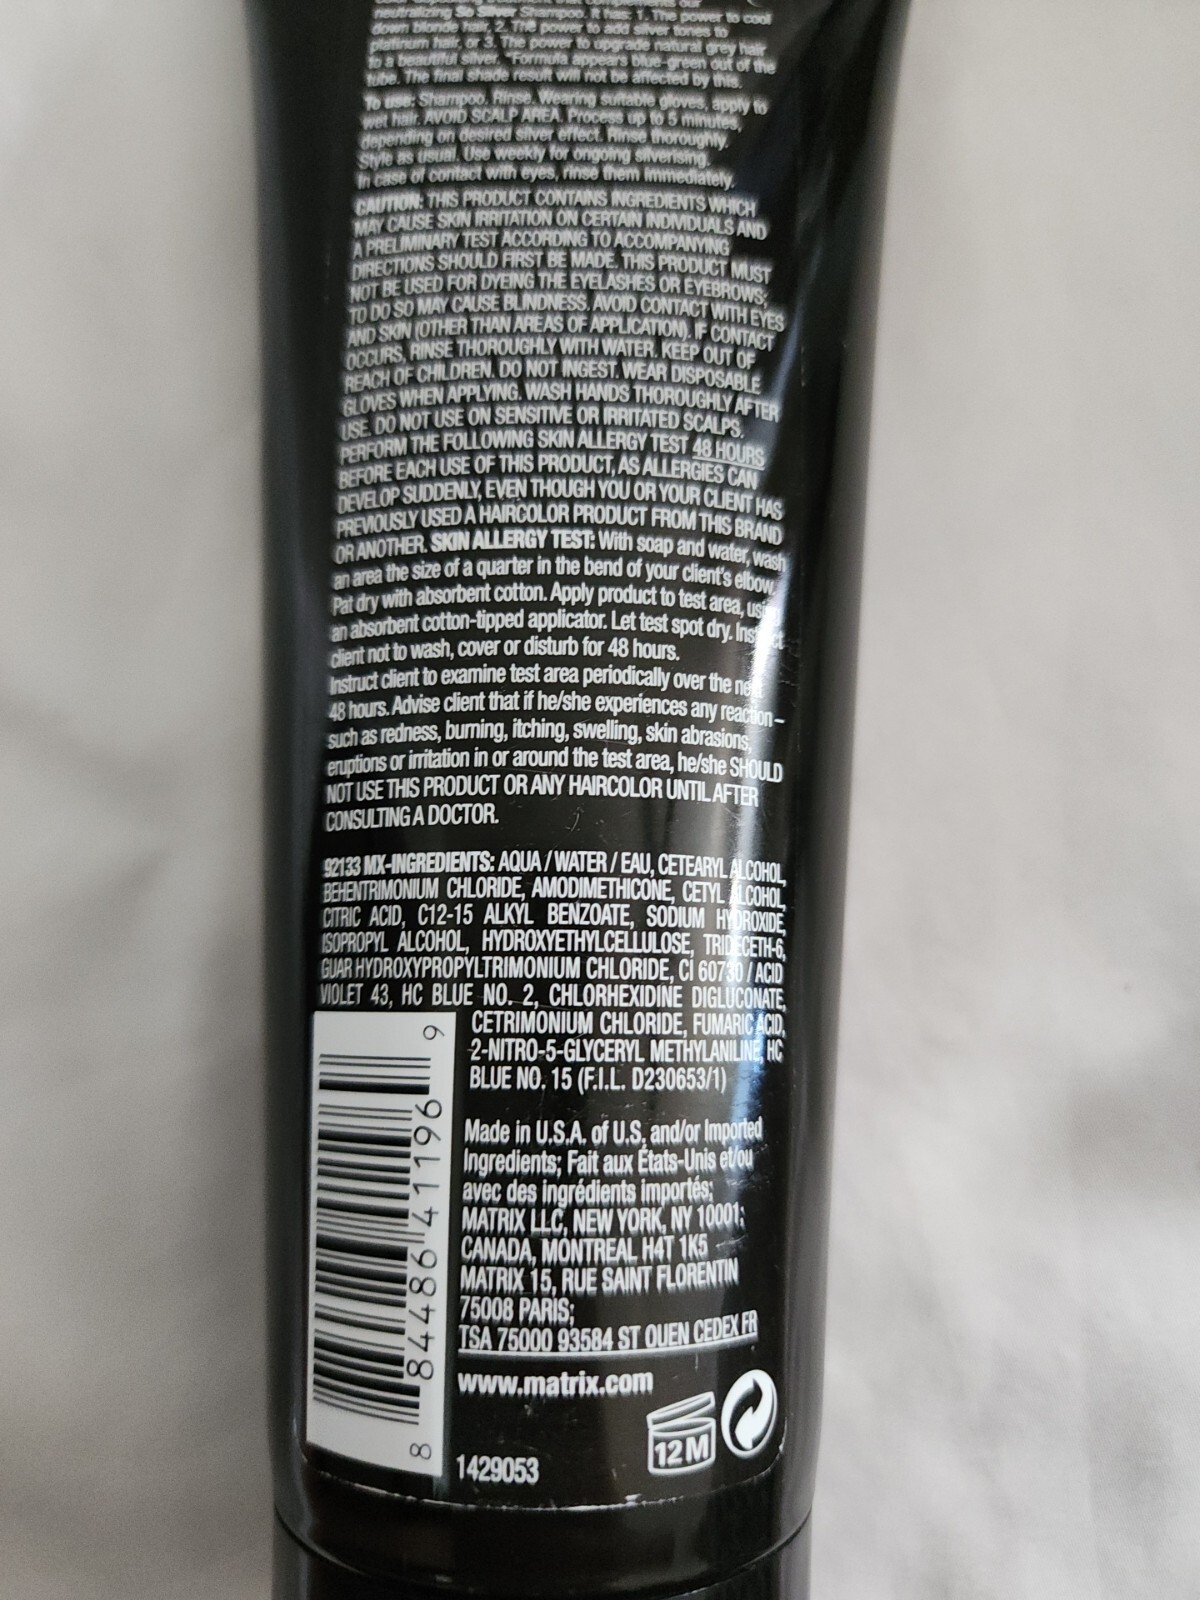 neutralizing So Silver Shampoo. It has: 1. The power to cool
down blonde hair, 2. The power to add silver tones to
platinum hair, or 3. The power to upgrade natural grey hair
to a beautiful silver. *Formula appears blue-green out of the
tube. The final shade result will not be affected by this.
To use: Shampoo. Rinse. Wearing suitable gloves, apply to
wet hair. AVOID SCALP AREA. Process up to 5 minutes,
depending on desired silver effect. Rinse thoroughly.
Style as usual. Use weekly for ongoing silverising.
In case of contact with eyes, rinse them immediately.
CAUTION: THIS PRODUCT CONTAINS INGREDIENTS WHICH
MAY CAUSE SKIN IRRITATION ON CERTAIN INDIVIDUALS AND
A PRELIMINARY TEST ACCORDING TO ACCOMPANYING
DIRECTIONS SHOULD FIRST BE MADE. THIS PRODUCT MUST
NOT BE USED FOR DYEING THE EYELASHES OR EYEBROWS;
TO DO SO MAY CAUSE BLINDNESS. AVOID CONTACT WITH EYES
AND SKIN (OTHER THAN AREAS OF APPLICATION). IF CONTACT
OCCURS, RINSE THOROUGHLY WITH WATER. KEEP OUT OF
REACH OF CHILDREN. DO NOT INGEST. WEAR DISPOSABLE
GLOVES WHEN APPLYING. WASH HANDS THOROUGHLY AFTER
USE. DO NOT USE ON SENSITIVE OR IRRITATED SCALPS.
PERFORM THE FOLLOWING SKIN ALLERGY TEST 48 HOURS
BEFORE EACH USE OF THIS PRODUCT, AS ALLERGIES CAN
DEVELOP SUDDENLY, EVEN THOUGH YOU OR YOUR CLIENT HAS
PREVIOUSLY USED A HAIRCOLOR PRODUCT FROM THIS BRAND
OR ANOTHER. SKIN ALLERGY TEST: With soap and water, wash
an area the size of a quarter in the bend of your client's elbow.
Pat dry with absorbent cotton. Apply product to test area,
an absorbent cotton-tipped applicator. Let test spot dry.
client not to wash, cover or disturb for 48 hours.
Instruct client to examine test area periodically over the
48 hours. Advise client that if he/she experiences any reaction –
such as redness, burning, itching, swelling, skin abrasions,
eruptions or irritation in or around the test area, he/she SHOULD
NOT USE THIS PRODUCT OR ANY HAIRCOLOR UNTIL AFTER
CONSULTING A DOCTOR.
92133 MX-INGREDIENTS: AQUA / WATER / EAU, CETEARYL ALCOHOL,
BEHENTRIMONIUM CHLORIDE, AMODIMETHICONE, CETYL ALCOHOL,
CITRIC ACID, C12-15 ALKYL BENZOATE, SODIUM HYDROXIDE,
ISOPROPYL ALCOHOL, HYDROXYETHYLCELLULOSE, TRIDECETH-6,
GUAR HYDROXYPROPYLTRIMONIUM CHLORIDE, CI 60730 / ACID
VIOLET 43, HC BLUE NO. 2, CHLORHEXIDINE DIGLUCONATE,
CETRIMONIUM CHLORIDE, FUMARIC ACID,
2-NITRO-5-GLYCERYL METHYLANILINE, HC
BLUE NO. 15 (F.I.L. D230653/1)
Made in U.S.A. of U.S. and/or Imported
Ingredients; Fait aux États-Unis et/ou
avec des ingrédients importés;
MATRIX LLC, NEW YORK, NY 10001;
CANADA, MONTREAL H4T 1K5
MATRIX 15, RUE SAINT FLORENTIN
75008 PARIS;
TSA 75000 93584 ST OUEN CEDEX FR
www.matrix.com
12 M
1429053
8 84486 41196 9